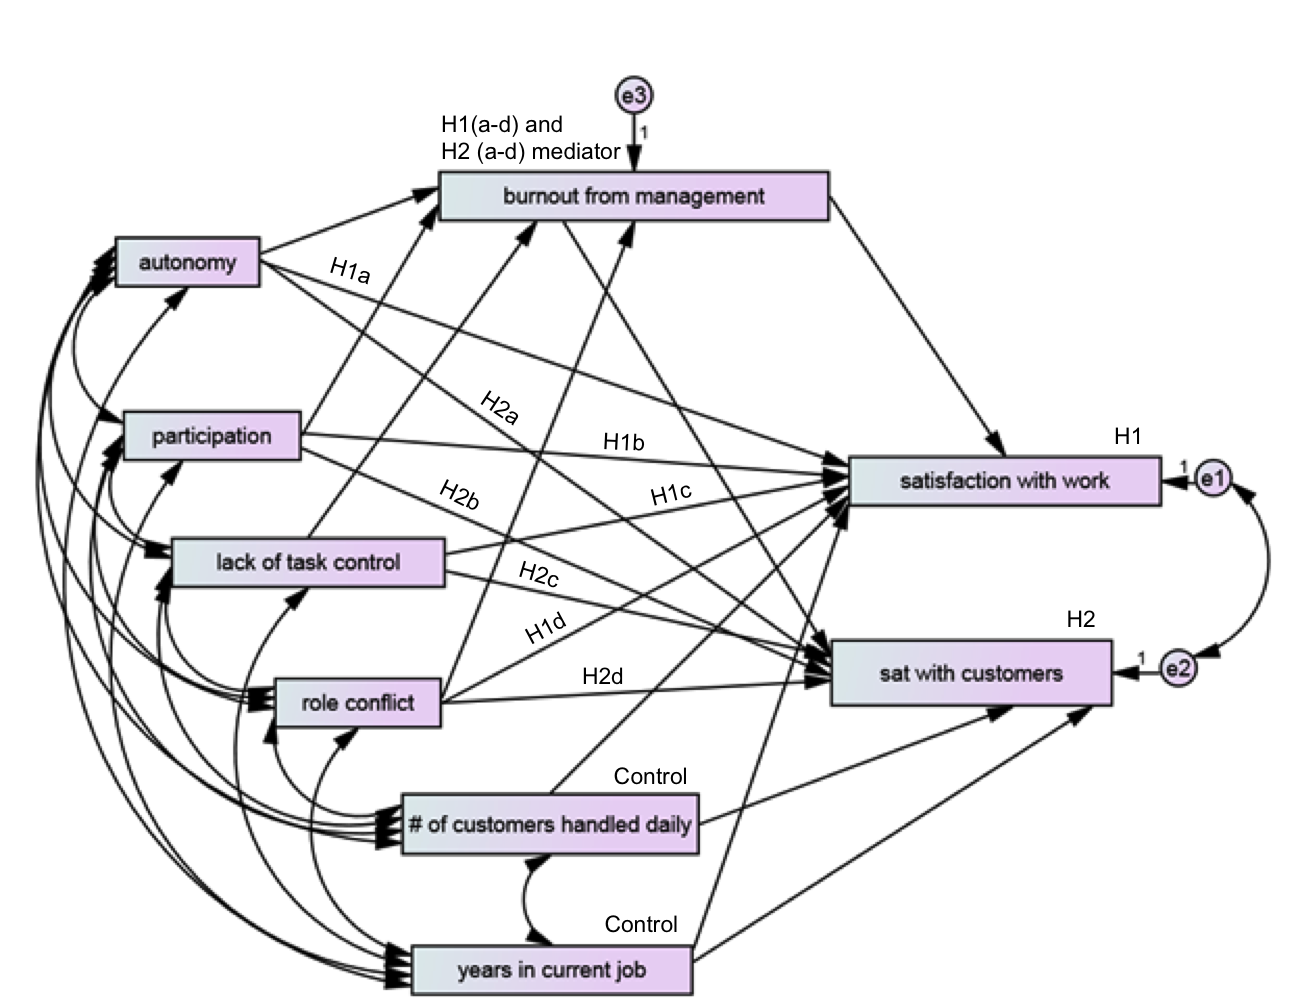 e3
H1(a-d) and
1
H2 (a-d) mediator
burnout from management
autonomy
H1a
H2a
participation
H1b
H1
H2b
H1c
satisfaction with work
1
e1
lack of task control
H2c
H1d
H2
role conflict
H2d
sat with customers
1
e2
Control
# of customers handled daily
Control
years in current job